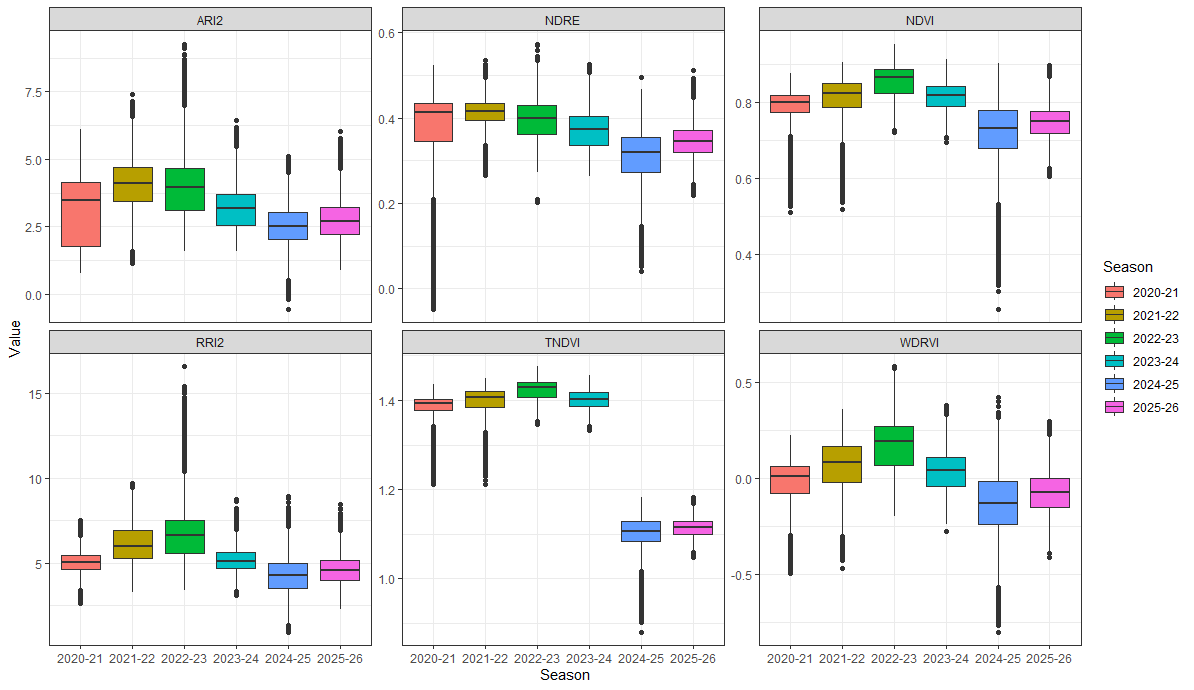 ARI2
NDRE
NDVI
7.5
5.0
2.5
0.0
0.6
0.4
0.2
0.0
0.8
0.6
0.4
Value
RRI2
TNDVI
WDRVI
15
10
5
1.4
1.2
1.0
0.5
0.0
-0.5
2020-21 2021-22 2022-23 2023-24 2024-25 2025-26
2020-21 2021-22 2022-23 2023-24 2024-25 2025-26
2020-21 2021-22 2022-23 2023-24 2024-25 2025-26
Season
Season
2020-21
2021-22
2022-23
2023-24
2024-25
2025-26